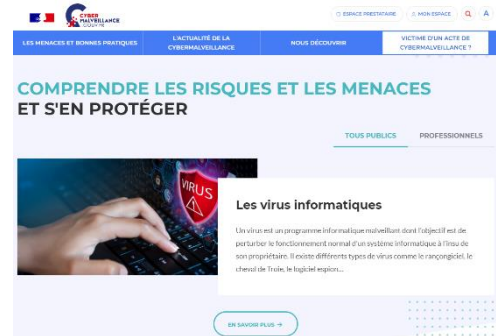 CYBER
MALVEILLANCE
.GOUV.FR
ESPACE PRESTATAIRE
MON ESPACE
A
LES MENACES ET BONNES PRATIQUES
L'ACTUALITÉ DE LA
CYBERMALVEILLANCE
NOUS DÉCOUVRIR
VICTIME D'UN ACTE DE
CYBERMALVEILLANCE ?
COMPRENDRE LES RISQUES ET LES MENACES
ET S'EN PROTÉGER
TOUS PUBLICS
PROFESSIONNELS
VIRUS
Les virus informatiques
Un virus est un programme informatique malveillant dont l'objectif est de
perturber le fonctionnement normal d'un système informatique à l'insu de
son propriétaire. Il existe différents types de virus comme le rançongiciel, le
cheval de Troie, le logiciel espion...
EN SAVOIR PLUS →